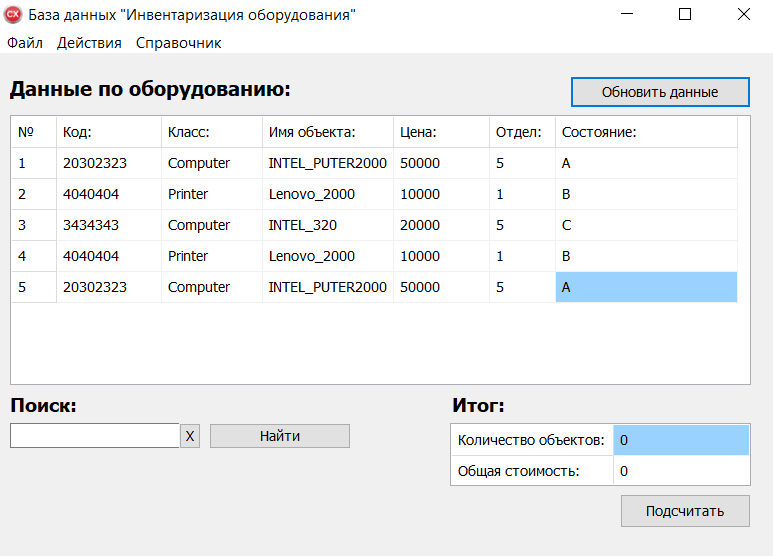 CX База данных "Инвентаризация оборудования"
Файл Действия Справочник
Данные по оборудованию:
Обновить данные
№ Код: Класс: Имя объекта: Цена: Отдел: Состояние:
1 20302323 Computer INTEL_PUTER2000 50000 5 A
2 4040404 Printer Lenovo_2000 10000 1 B
3 3434343 Computer INTEL_320 20000 5 C
4 4040404 Printer Lenovo_2000 10000 1 B
5 20302323 Computer INTEL_PUTER2000 50000 5 A
Поиск:
X Найти
Итог:
Количество объектов: 0
Общая стоимость: 0
Подсчитать